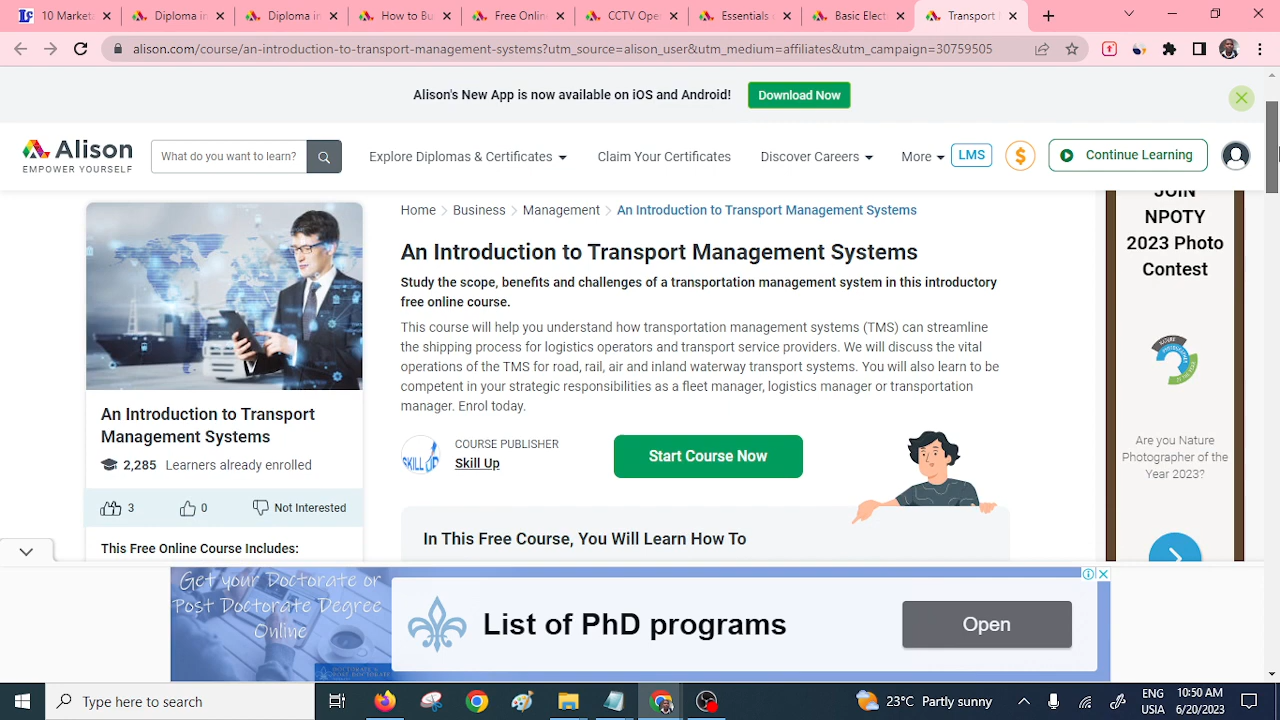 10 Market
Diploma in
Diploma in
How to Bu
Free Onlin
CCTV Ope
Essentials o
Basic Elect
Transport
alison.com/course/an-introduction-to-transport-management-systems?utm_source=alison_user&utm_medium=affiliates&utm_campaign=30759505
Alison's New App is now available on iOS and Android!
Download Now
Alison
EMPOWER YOURSELF
What do you want to learn?
Explore Diplomas & Certificates
Claim Your Certificates
Discover Careers
More
LMS
$
Continue Learning
Home > Business > Management > An Introduction to Transport Management Systems
An Introduction to Transport Management Systems
Study the scope, benefits and challenges of a transportation management system in this introductory
free online course.
This course will help you understand how transportation management systems (TMS) can streamline
the shipping process for logistics operators and transport service providers. We will discuss the vital
operations of the TMS for road, rail, air and inland waterway transport systems. You will also learn to be
competent in your strategic responsibilities as a fleet manager, logistics manager or transportation
manager. Enrol today.
An Introduction to Transport
Management Systems
2,285 Learners already enrolled
3
0
Not Interested
This Free Online Course Includes:
SKILL UP
COURSE PUBLISHER
Skill Up
Start Course Now
In This Free Course, You Will Learn How To
JOIN
NPOTY
2023 Photo
Contest
Are you Nature
Photographer of the
Year 2023?
Get your Doctorate or
Post Doctorate Degree
Online
List of PhD programs
Open
Type here to search
23°C Partly sunny
ENG
USIA
10:50 AM
6/20/2023